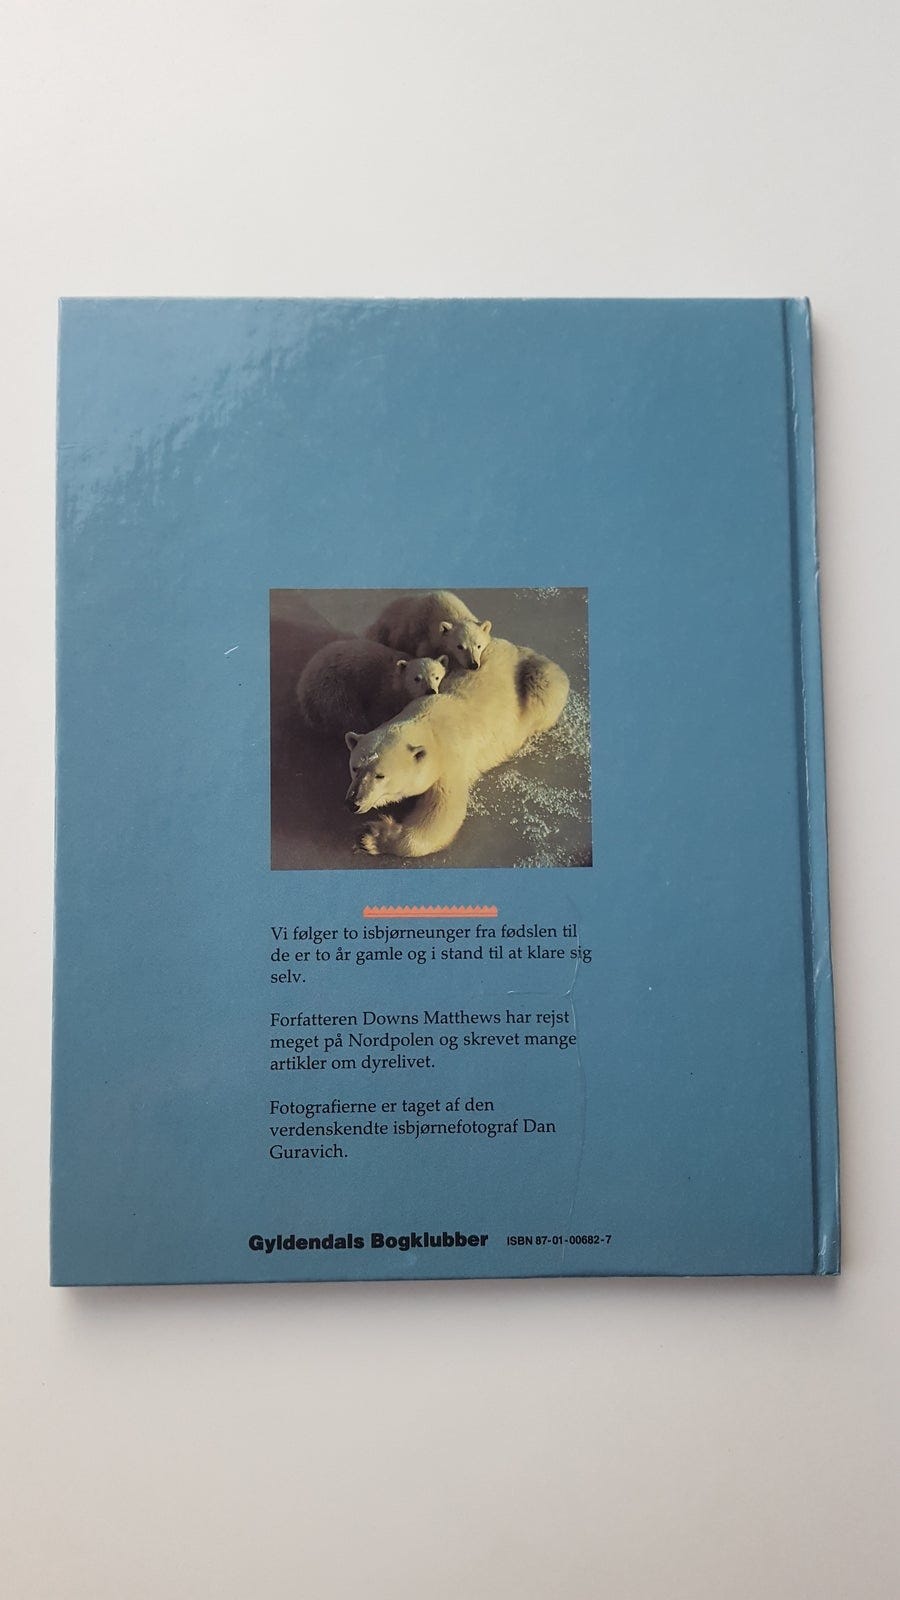 Vi følger to isbjørneunger fra fødslen til
de er to år gamle og i stand til at klare sig
selv.
Forfatteren Downs Matthews har rejst
meget på Nordpolen og skrevet mange
artikler om dyrelivet.
Fotografierne er taget af den
verdenskendte isbjørnefotograf Dan
Guravich.
Gyldendals Bogklubber ISBN 87-01-00682-7